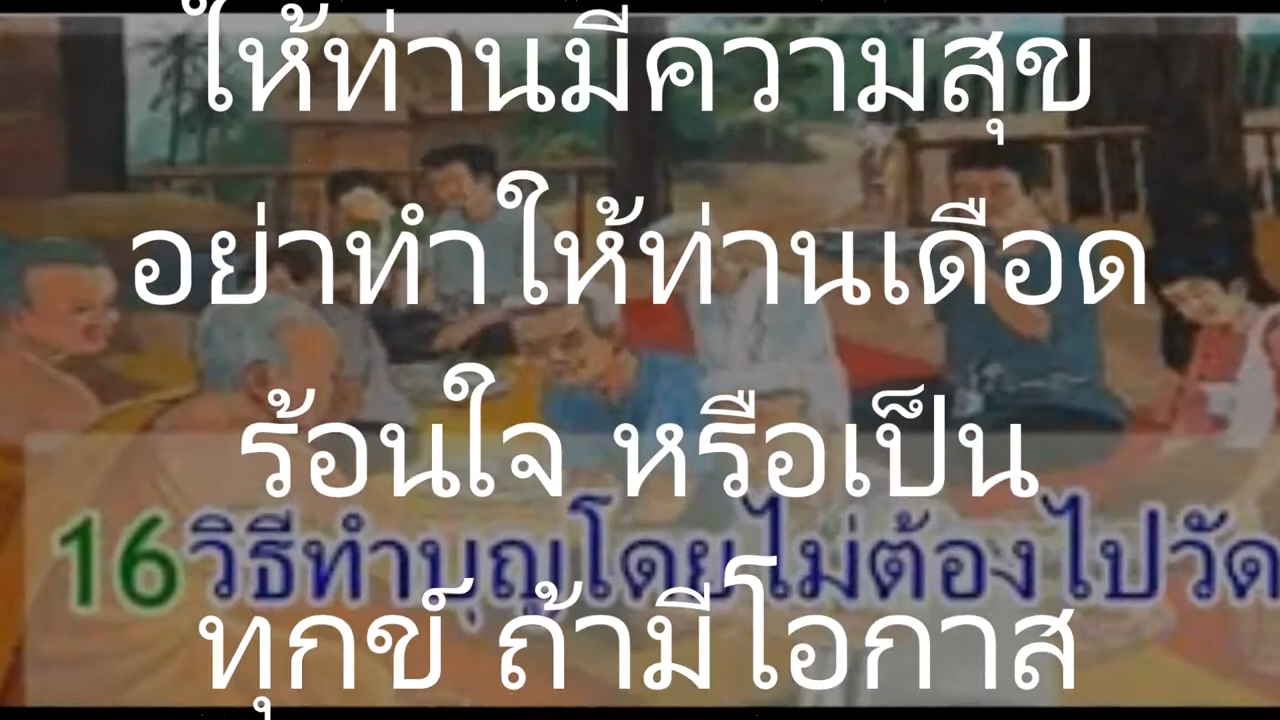 ให้ท่านมีความสุข
อย่าทำให้ท่านเดือด
ร้อนใจ หรือเป็น
16วิธีทำบุญโดยไม่ต้องไปวัด
ทุกข์ ถ้ามีโอกาส